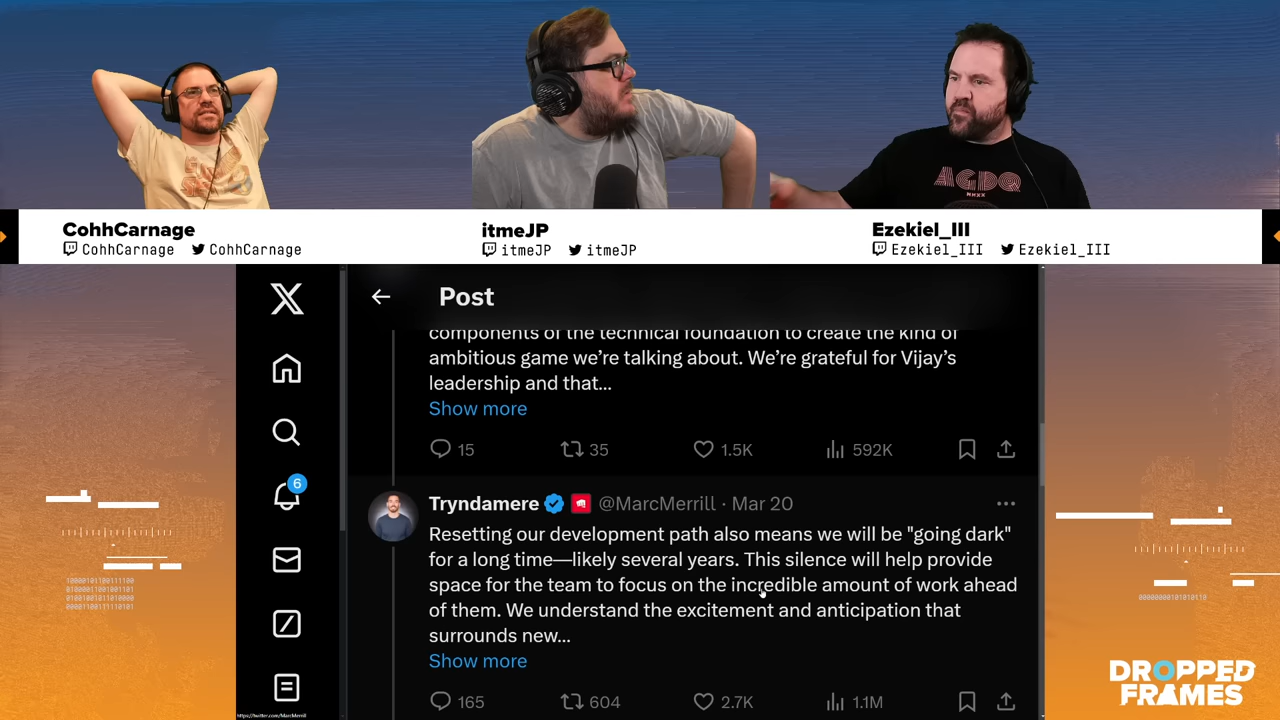 AGDQ
CohhCarnage
CohhCarnage CohhCarnage
itmeJP
itmeJP itmeJP
Ezekiel_III
Ezekiel_III Ezekiel_III
Post
components of the technical foundation to create the kind of
ambitious game we’re talking about. We’re grateful for Vijay’s
leadership and that...
Show more
15 35 1.5K 592K
6
Tryndamere @MarcMerrill · Mar 20
Resetting our development path also means we will be "going dark"
for a long time—likely several years. This silence will help provide
space for the team to focus on the incredible amount of work ahead
of them. We understand the excitement and anticipation that
surrounds new...
Show more
165 604 2.7K 1.1M
https://twitter.com/MarcMerrill
DROPPED
FRAMES